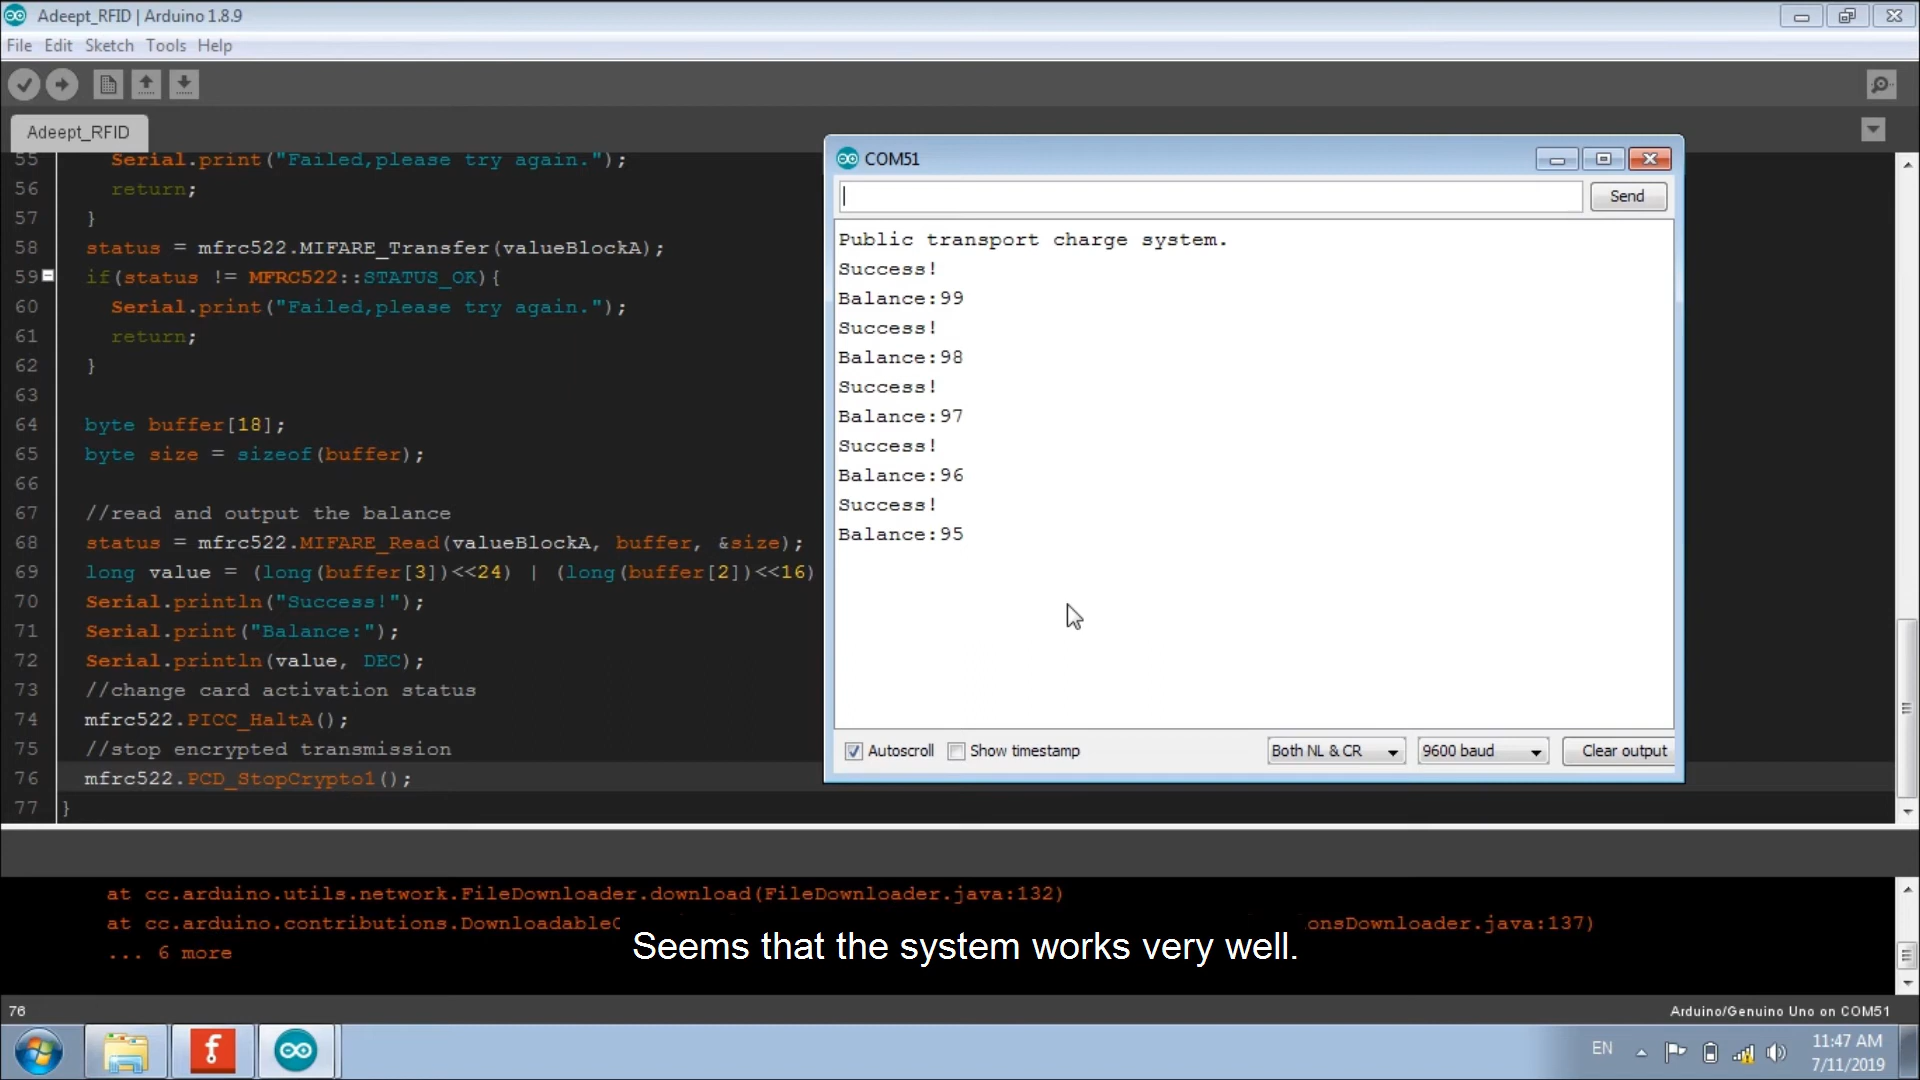 Adeept_RFID | Arduino 1.8.9
File Edit Sketch Tools Help
Adeept_RFID
55 Serial.print("Failed,please try again.");
56 return;
57 }
58 status = mfrc522.MIFARE_Transfer(valueBlockA);
59 if(status != MFRC522::STATUS_OK){
60 Serial.print("Failed,please try again.");
61 return;
62 }
63
64 byte buffer[18];
65 byte size = sizeof(buffer);
66
67 //read and output the balance
68 status = mfrc522.MIFARE_Read(valueBlockA, buffer, &size);
69 long value = (long(buffer[3])<<24) | (long(buffer[2])<<16)
70 Serial.println("Success!");
71 Serial.print("Balance:");
72 Serial.println(value, DEC);
73 //change card activation status
74 mfrc522.PICC_HaltA();
75 //stop encrypted transmission
76 mfrc522.PCD_StopCrypto1();
77 }
COM51
Send
Public transport charge system.
Success!
Balance:99
Success!
Balance:98
Success!
Balance:97
Success!
Balance:96
Success!
Balance:95
Autoscroll Show timestamp Both NL & CR 9600 baud Clear output
at cc.arduino.utils.network.FileDownloader.download(FileDownloader.java:132)
at cc.arduino.contributions.Downloadable onsDownloader.java:137)
... 6 more
Seems that the system works very well.
76 Arduino/Genuino Uno on COM51
EN 11:47 AM
7/11/2019